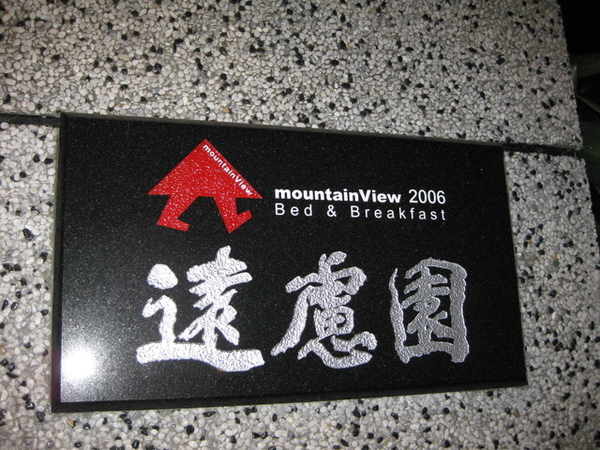 mountainView
mountainView 2006
Bed & Breakfast
遠慮園